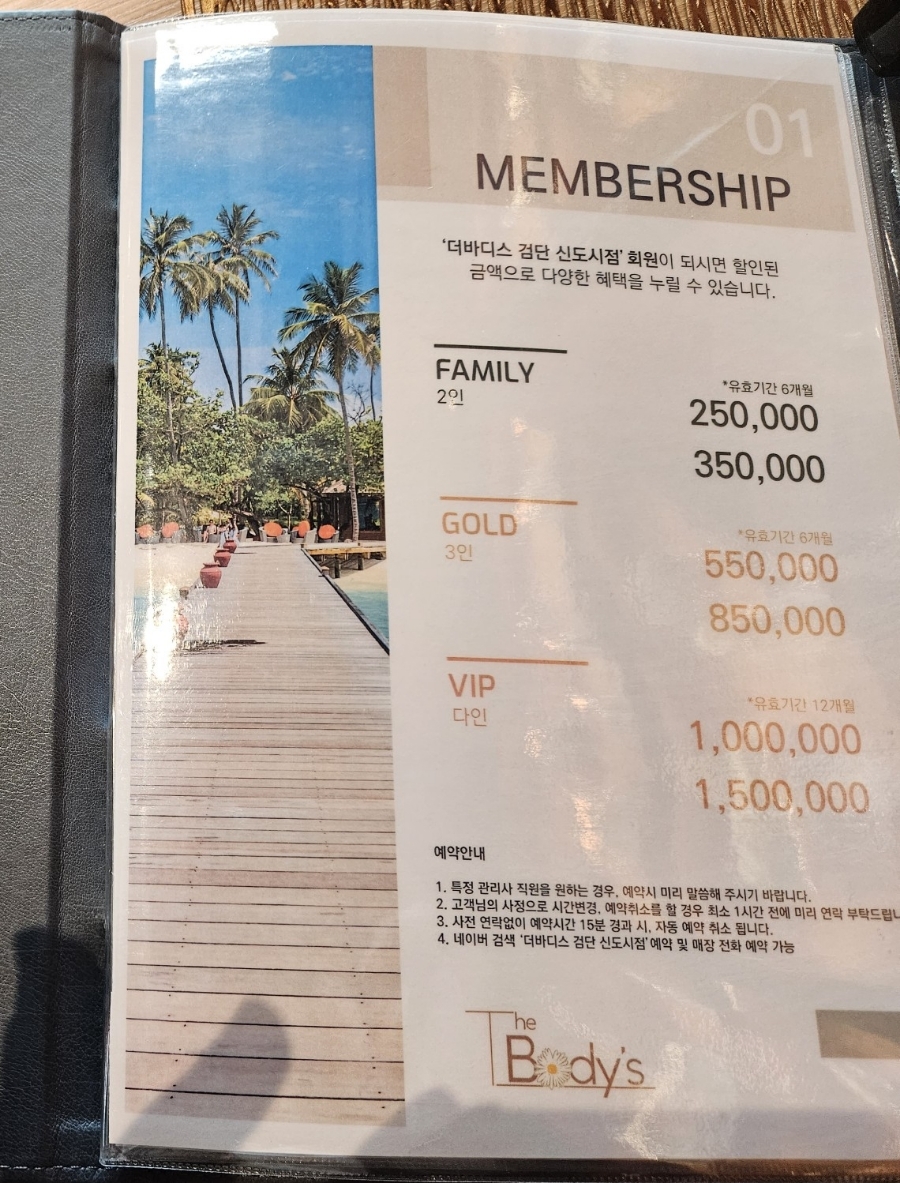 01
MEMBERSHIP
'더바디스 검단 신도시점' 회원이 되시면 할인된
금액으로 다양한 혜택을 누릴 수 있습니다.
FAMILY
2인
*유효기간 6개월
250,000
350,000
GOLD
3인
*유효기간 6개월
550,000
850,000
VIP
다인
*유효기간 12개월
1,000,000
1,500,000
예약안내
1. 특정 관리사 직원을 원하는 경우, 예약시 미리 말씀해 주시기 바랍니다.
2. 고객님의 사정으로 시간변경, 예약취소를 할 경우 최소 1시간 전에 미리 연락
3. 사전 연락없이 예약시간 15분 경과 시, 자동 예약 취소 됩니다.
4. 네이버 검색 '더바디스 검단 신도시점' 예약 및 매장 전화 예약 가능
The
Body's